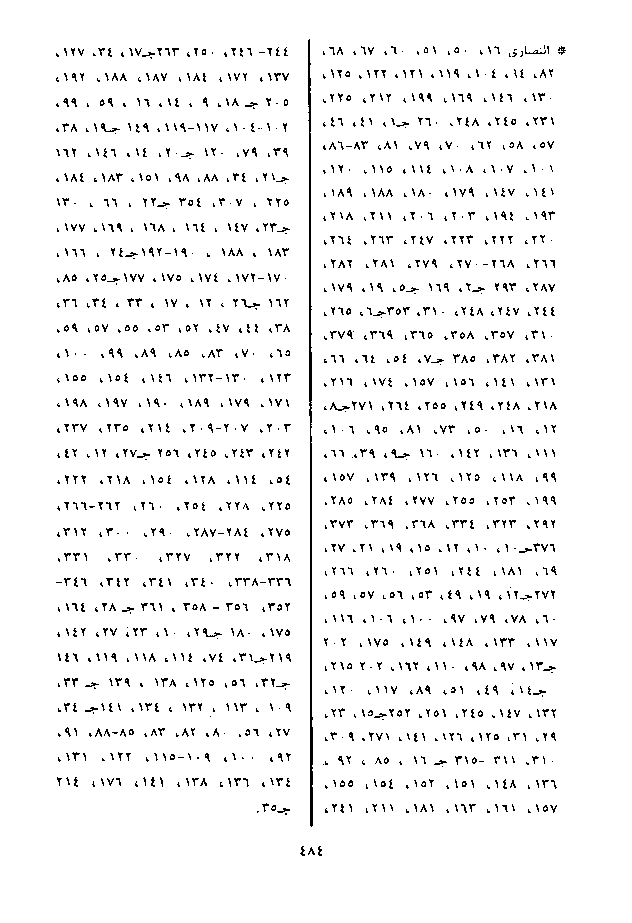 * النصارى ١٦، ٥٠، ٥١، ٦٠، ٦٧، ٦٨،
٨٢، ١٤، ١٠٤، ١١٩، ١٢١، ١٢٢، ١٢٥،
١٣٠، ١٤٦، ١٦٩، ١٩٩، ٢١٢، ٢٢٥،
٢٣١، ٢٤٥، ٢٤٨، ٢٦٠ جـ١، ٤١، ٤٦،
٥٧، ٥٨، ٦٢، ٧٠، ٧٩، ٨١، ٨٣-٨٦،
١٠١، ١٠٧، ١٠٨، ١١٤، ١١٥، ١٢٠،
١٤١، ١٤٧، ١٧٩، ١٨٠، ١٨٨، ١٨٩،
١٩٣، ١٩٤، ٢٠٣، ٢٠٦، ٢١١، ٢١٨،
٢٢٠، ٢٢٢، ٢٢٣، ٢٤٧، ٢٦٣، ٢٦٤،
٢٦٦، ٢٦٨-٢٧٠، ٢٧٩، ٢٨١، ٢٨٢،
٢٨٧، ٢٩٣ جـ٢، ١٦٩ جـ٥، ١٩، ١٧٩،
٢٤٤، ٢٤٧، ٢٤٨، ٣١٠، ٣٥٣جـ٦، ٢٦٥،
٣١٠، ٣٥٧، ٣٥٨، ٣٦٥، ٣٦٩، ٣٧٩،
٣٨١، ٣٨٢، ٣٨٥ جـ٧، ٥٤، ٦٤، ٦٦،
١٣١، ١٤١، ١٥٦، ١٥٧، ١٧٤، ٢١٦،
٢١٨، ٢٤٨، ٢٤٩، ٢٥٥، ٢٦٤، ٢٧١جـ٨،
١٢، ١٦، ٥٠، ٧٣، ٨١، ٩٥، ١٠٦،
١١١، ١٣٦، ١٤٢، ١٦٠ جـ٩، ٣٩، ٦٦،
٩٩، ١١٨، ١٢٥، ١٢٦، ١٣٩، ١٥٧،
١٩٩، ٢٥٣، ٢٥٥، ٢٧٧، ٢٨٤، ٢٨٥،
٢٩٢، ٣٢٣، ٣٣٤، ٣٦٨، ٣٦٩، ٣٧٣،
٣٧٦جـ١٠، ١٠، ١٢، ١٥، ١٩، ٢١، ٢٧،
٦٩، ١٨١، ٢٤٤، ٢٥١، ٢٦٠، ٢٦٦،
٢٧٢جـ١٢، ١٩، ٤٩، ٥٣، ٥٦، ٥٧، ٥٩،
٦٠، ٧٨، ٧٩، ٩٧، ١٠٠، ١٠٦، ١١٦،
١١٧، ١٣٣، ١٤٨، ١٤٩، ١٧٥، ٢٠٢
جـ١٣، ٩٧، ٩٨، ١١٠، ١٦٢، ٢٠٢ ٢٦٥،
جـ١٤، ٤٩، ٥١، ٨٩، ١١٧، ١٢٠،
١٣٢، ١٤٧، ٢٤٥، ٢٥١، ٢٥٢جـ١٥، ٢٣،
٢٩، ٣١، ١٢٥، ١٢٦، ١٤١، ٢٧١، ٣٠٩،
٣١٠، ٣١١ -٣١٥ جـ ١٦، ٨٥، ٩٢،
١٣٦، ١٤٨، ١٥١، ١٥٢، ١٥٤، ١٥٥،
١٥٧، ١٦١، ١٦٣، ١٨١، ٢١١، ٢٤١،
٢٤٤-٢٤٦، ٢٥٠، ٢٦٣جـ١٧، ٣٤، ١٢٧،
١٣٧، ١٧٢، ١٨٤، ١٨٧، ١٨٨، ١٩٢،
٢٠٥ جـ ١٨، ٩، ١٤، ١٦، ٥٩، ٩٩،
١٠٢-١٠٤، ١١٧-١١٩، ١٤٩ جـ١٩، ٣٨،
٣٩، ٧٩، ١٢٠ جـ٢٠، ١٤، ١٤٦، ١٦٢
جـ٢١، ٣٤، ٨٨، ٩٨، ١٥١، ١٨٣، ١٨٤،
٢٢٥، ٣٠٧، ٣٥٤ جـ٢٢، ٦٦، ١٣٠
جـ٢٣، ١٤٧، ١٦٤، ١٦٨، ١٦٩، ١٧٧،
١٨٣، ١٨٨، ١٩٠-١٩٢جـ٢٤، ١٦٦،
١٧٠-١٧٢، ١٧٤، ١٧٥، ١٧٧جـ٢٥، ٨٥،
١٦٢ جـ٢٦، ١٢، ١٧، ٣٣، ٣٤، ٣٦،
٣٨، ٤٤، ٤٧، ٥٢، ٥٣، ٥٥، ٥٧، ٥٩،
٦٥، ٧٠، ٨٣، ٨٥، ٨٩، ٩٩، ١٠٠،
١٢٣، ١٣٠-١٣٢، ١٤٦، ١٥٤، ١٥٥،
١٧١، ١٧٩، ١٨٩، ١٩٠، ١٩٧، ١٩٨،
٢٠٣، ٢٠٧-٢٠٩، ٢١٤، ٢٣٥، ٢٣٧،
٢٤٢، ٢٤٣، ٢٤٥، ٢٥٦ جـ٢٧، ١٢، ٤٢،
٥٤، ١١٤، ١٢٨، ١٥٤، ٢١٨، ٢٢٢،
٢٢٥، ٢٢٨، ٢٥٤، ٢٦٠، ٢٦٢-٢٦٦،
٢٧٥، ٢٨٤-٢٨٧، ٢٩٠، ٣٠٠، ٣١٢،
٣١٨، ٣٢٢، ٣٢٧، ٣٣٠، ٣٣١،
٣٣٦-٣٣٨، ٣٤٠، ٣٤١، ٣٤٢، ٣٤٦-
٣٥٢، ٣٥٦ - ٣٥٨، ٣٦١ جـ ٢٨، ١٦٤،
١٧٥، ١٨٠ جـ٢٩، ١٠، ٢٣، ٢٧، ١٤٢،
٢١٩جـ٣١، ٧٤، ١١٤، ١١٨، ١١٩، ١٤٦
جـ٣٢، ٥٦، ١٢٥، ١٣٨، ١٣٩ جـ ٣٣،
١٠٩، ١١٣، ١٣٢، ١٣٤، ١٤١جـ ٣٤،
٢٧، ٥٦، ٨٠، ٨٢، ٨٣، ٨٥-٨٨، ٩١،
٩٢، ١٠٠، ١٠٩-١١٥، ١٢٢، ١٣١،
١٣٤، ١٣٦، ١٣٨، ١٤١، ١٧٦، ٢١٤
جـ٣٥.
٤٨٤